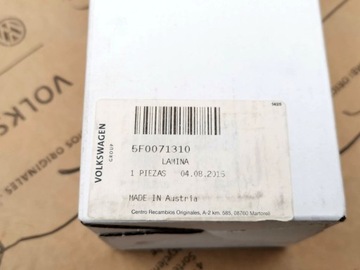 VOLKSWAGEN
GROUP
5F0071310
LAMINA
1 PIEZAS 04.08.2015
MADE IN Austria
Centro Recambios Originales, A-2 km. 585, 08760 Martorell
VOLKS